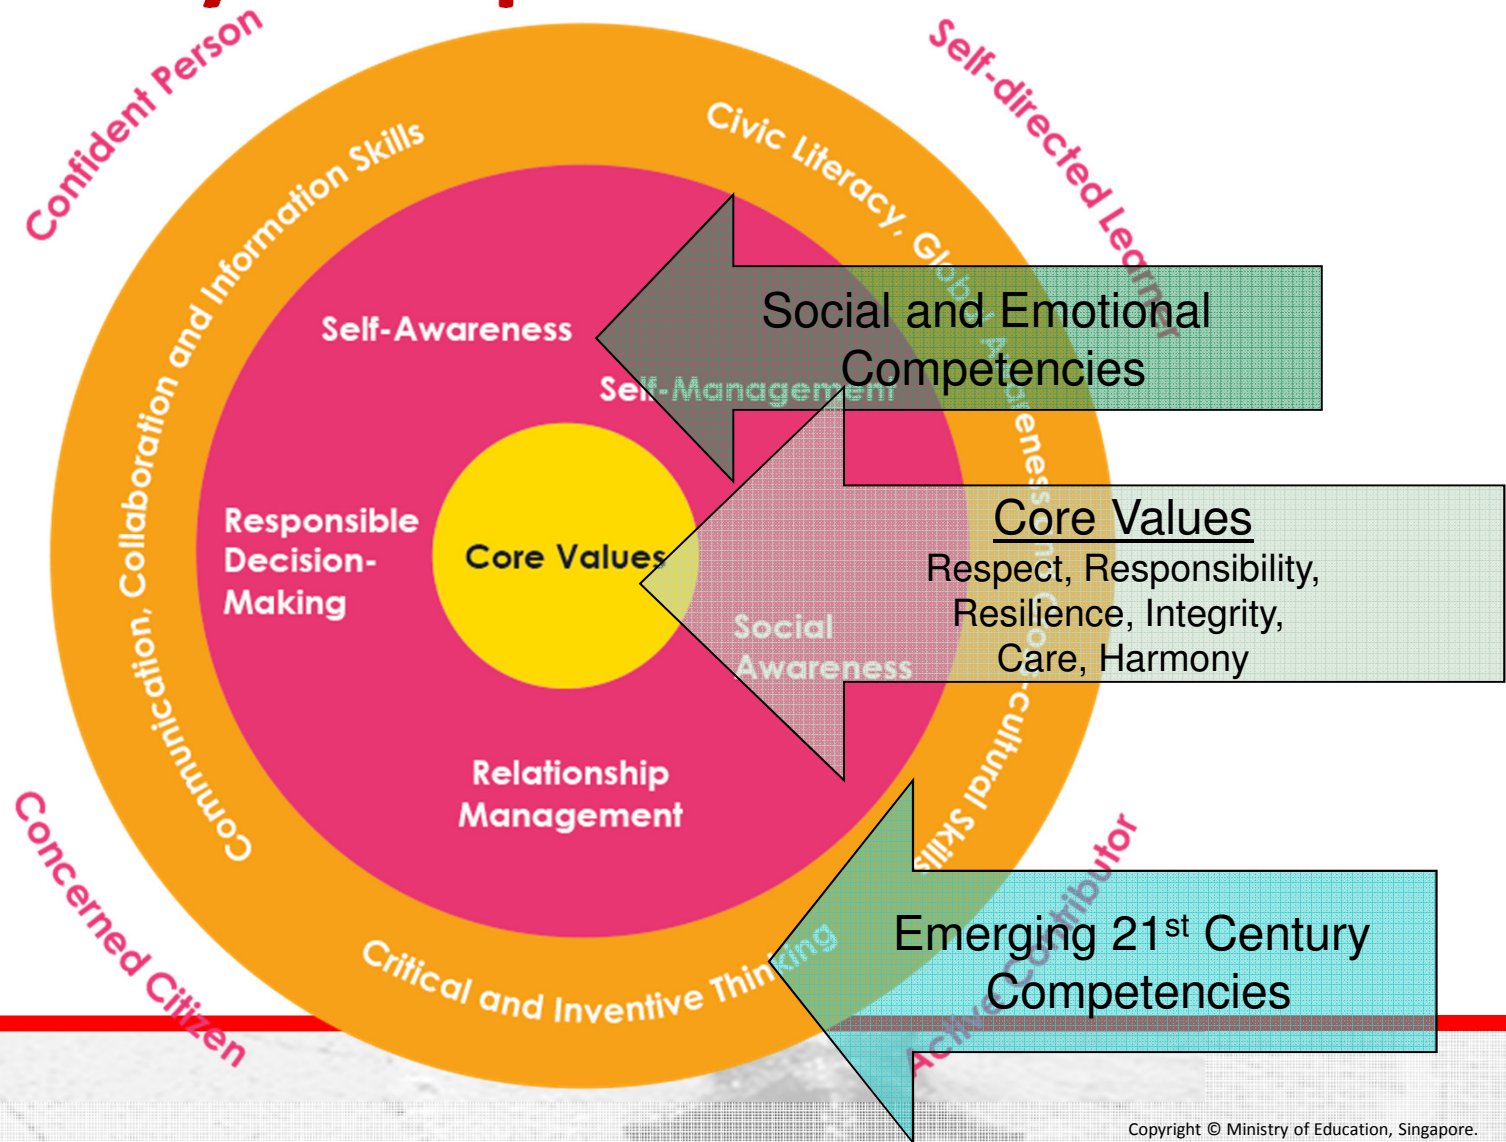 Confident Person
Self-directed Learner
Communication, Collaboration and Information Skills
Civic Literacy, Global Awareness and Cross-cultural Skills
Self-Awareness
Self-Management
Social and Emotional
Competencies
Responsible
Decision-
Making
Core Values
Social
Awareness
Core Values
Respect, Responsibility,
Resilience, Integrity,
Care, Harmony
Relationship
Management
Critical and Inventive Thinking
Emerging 21st Century
Competencies
Concerned Citizen
Active Contributor
Copyright © Ministry of Education, Singapore.